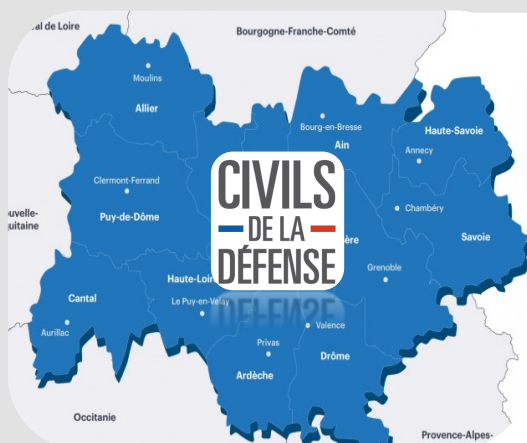 al de Loire
Bourgogne-Franche-Comté
Moulins
Allier
Bourg-en-Bresse
Ain
Haute-Savoie
Annecy
Clermont-Ferrand
Puy-de-Dôme
CIVILS
DE LA
DÉFENSE
Chambéry
Savoie
ouvelle-
uitaine
ère
Grenoble
Haute-Loir
Le Puy-en-Velay
Cantal
Aurillac
Valence
Privas
Drôme
Ardèche
Occitanie
Provence-Alpes-